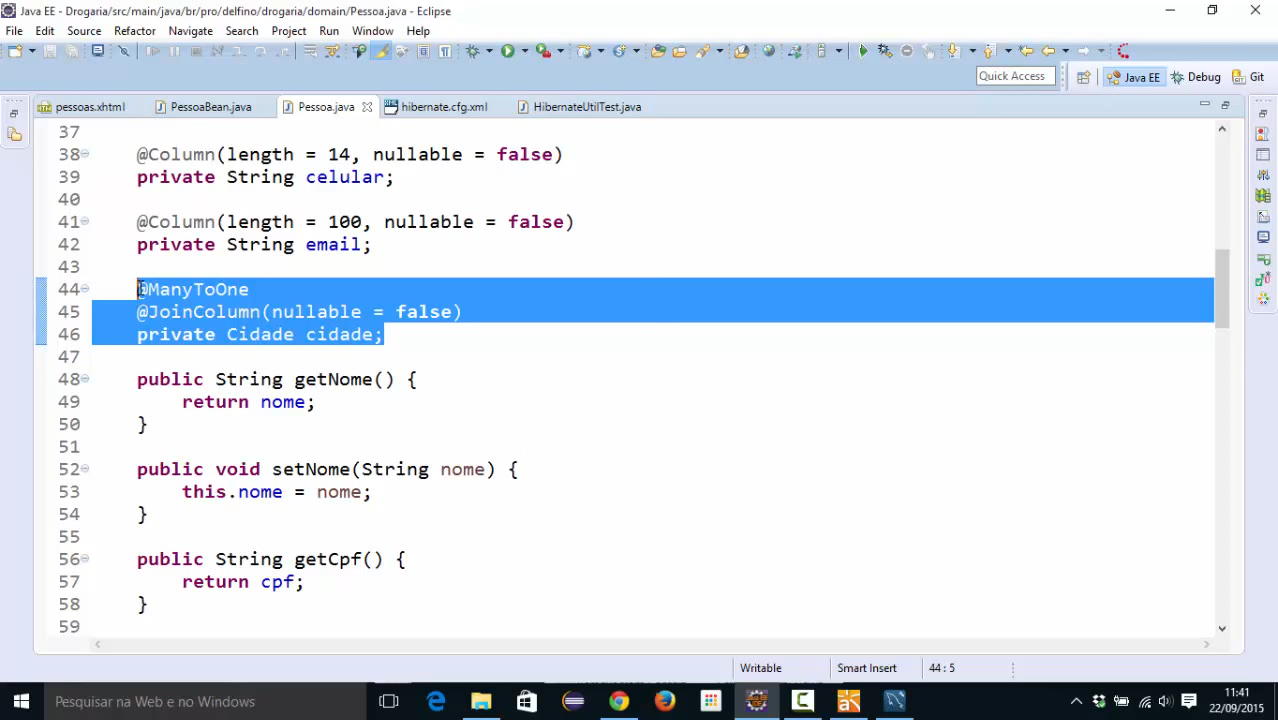 Java EE - Drogaria/src/main/java/br/pro/delfino/drogaria/domain/Pessoa.java - Eclipse
File Edit Source Refactor Navigate Search Project Run Window Help
Quick Access Java EE Debug Git
pessoas.xhtml PessoaBean.java Pessoa.java hibernate.cfg.xml HibernateUtilTest.java
37
38 @Column(length = 14, nullable = false)
39 private String celular;
40
41 @Column(length = 100, nullable = false)
42 private String email;
43
44 @ManyToOne
45 @JoinColumn(nullable = false)
46 private Cidade cidade;
47
48 public String getNome() {
49 return nome;
50 }
51
52 public void setNome(String nome) {
53 this.nome = nome;
54 }
55
56 public String getCpf() {
57 return cpf;
58 }
59
Writable Smart Insert 44 : 5
Pesquisar na Web e no Windows
11:41
22/09/2015